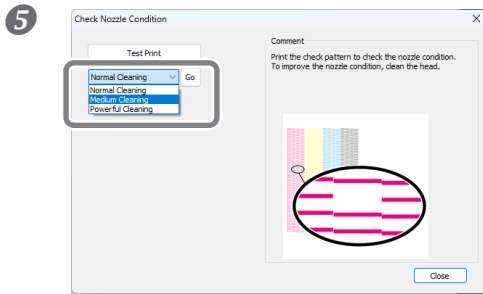 5
Check Nozzle Condition
Test Print
Normal Cleaning
Go
Normal Cleaning
Medium Cleaning
Powerful Cleaning
Comment
Print the check pattern to check the nozzle condition.
To improve the nozzle condition, clean the head.
Close